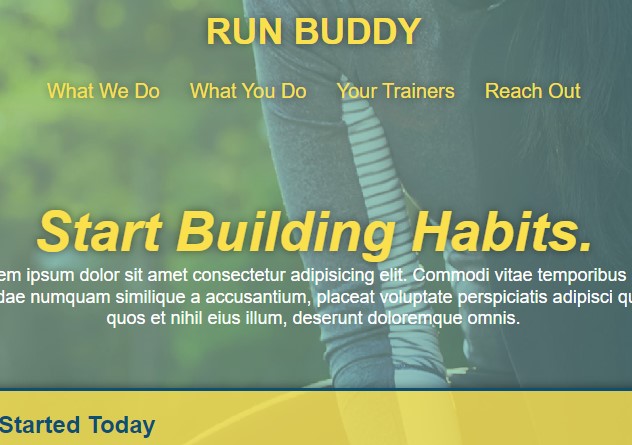 RUN BUDDY
What We Do What You Do Your Trainers Reach Out
Start Building Habits.
em ipsum dolor sit amet consectetur adipisicing elit. Commodi vitae temporibus
dae numquam similique a accusantium, placeat voluptate perspiciatis adipisci qu
quos et nihil eius illum, deserunt doloremque omnis.
Started Today